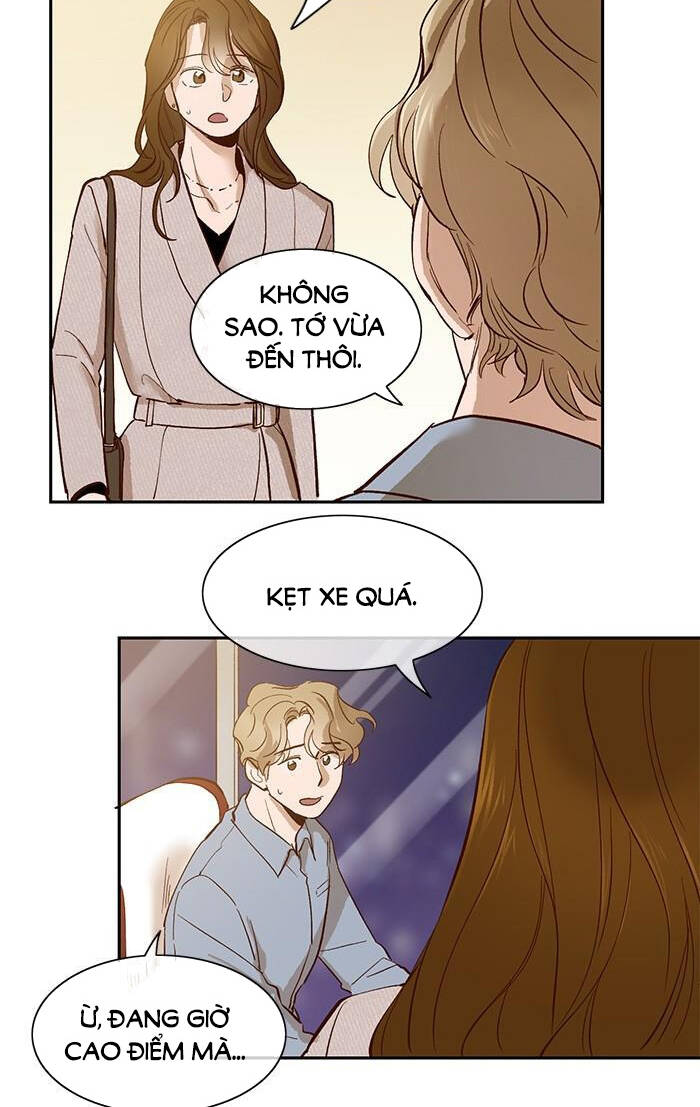 KHÔNG
SAO. TỚ VỪA
ĐẾN THÔI.
KẸT XE QUÁ.
Ừ, ĐANG GIỜ
CAO ĐIỂM MÀ...